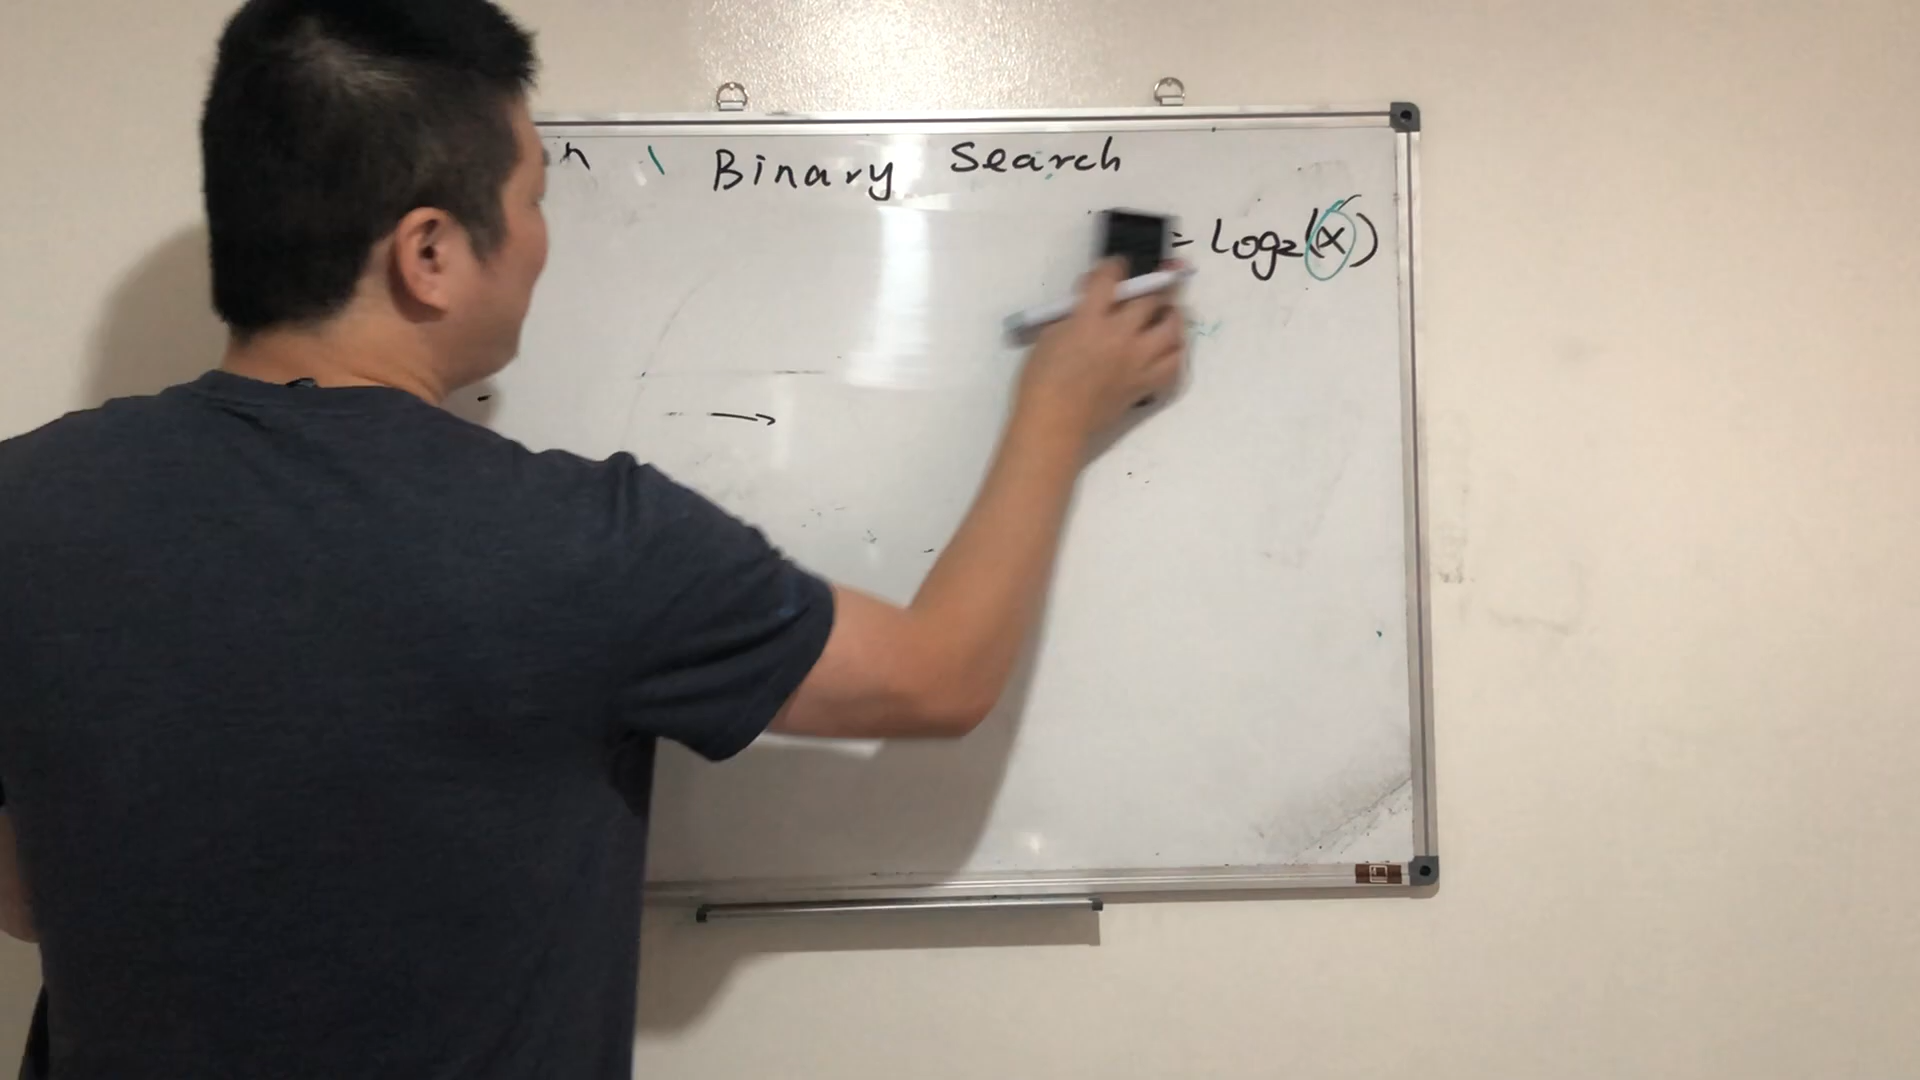 n \ Binary Search
= Log₂(x)